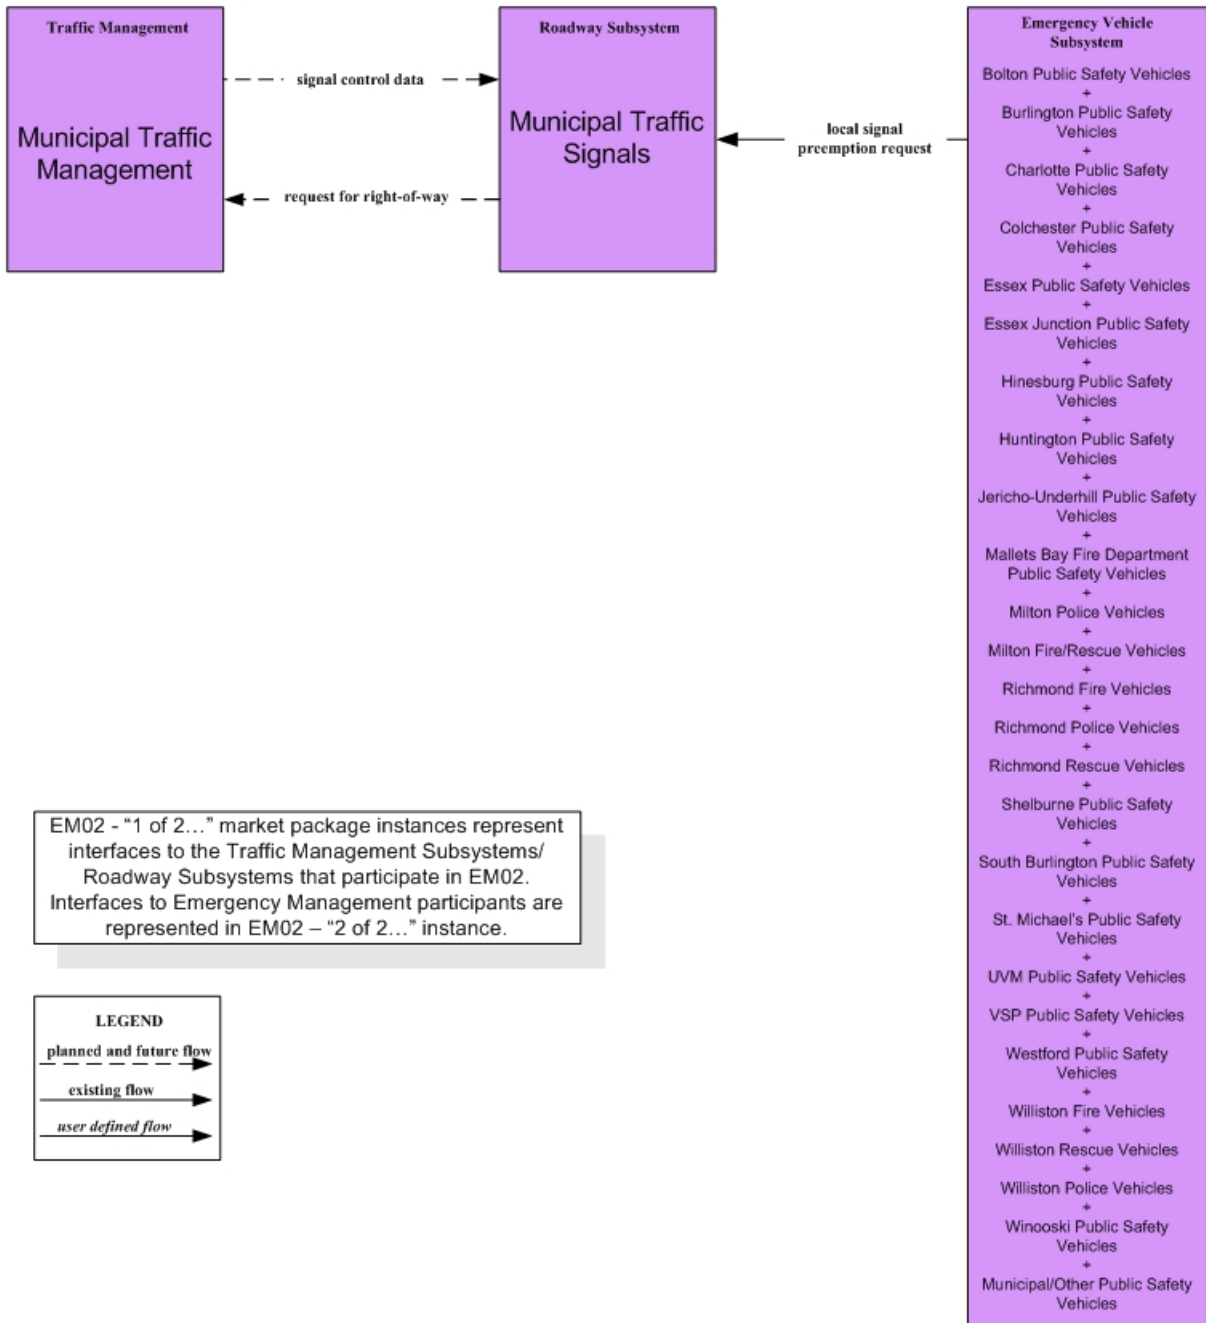 Traffic Management
Municipal Traffic
Management
signal control data
request for right-of-way
Roadway Subsystem
Municipal Traffic
Signals
local signal
preemption request
Emergency Vehicle
Subsystem
Bolton Public Safety Vehicles
+
Burlington Public Safety
Vehicles
+
Charlotte Public Safety
Vehicles
+
Colchester Public Safety
Vehicles
+
Essex Public Safety Vehicles
+
Essex Junction Public Safety
Vehicles
+
Hinesburg Public Safety
Vehicles
+
Huntington Public Safety
Vehicles
+
Jericho-Underhill Public Safety
Vehicles
+
Mallets Bay Fire Department
Public Safety Vehicles
+
Milton Police Vehicles
+
Milton Fire/Rescue Vehicles
+
Richmond Fire Vehicles
+
Richmond Police Vehicles
+
Richmond Rescue Vehicles
+
Shelburne Public Safety
Vehicles
+
South Burlington Public Safety
Vehicles
+
St. Michael's Public Safety
Vehicles
+
UVM Public Safety Vehicles
+
VSP Public Safety Vehicles
+
Westford Public Safety
Vehicles
+
Williston Fire Vehicles
+
Williston Rescue Vehicles
+
Williston Police Vehicles
+
Winooski Public Safety
Vehicles
+
Municipal/Other Public Safety
Vehicles
EM02 - “1 of 2…” market package instances represent
interfaces to the Traffic Management Subsystems/
Roadway Subsystems that participate in EM02.
Interfaces to Emergency Management participants are
represented in EM02 – “2 of 2…” instance.
LEGEND
planned and future flow
existing flow
user defined flow